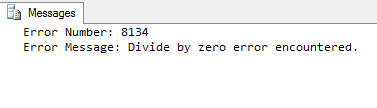 Messages
Error Number: 8134
Error Message: Divide by zero error encountered.